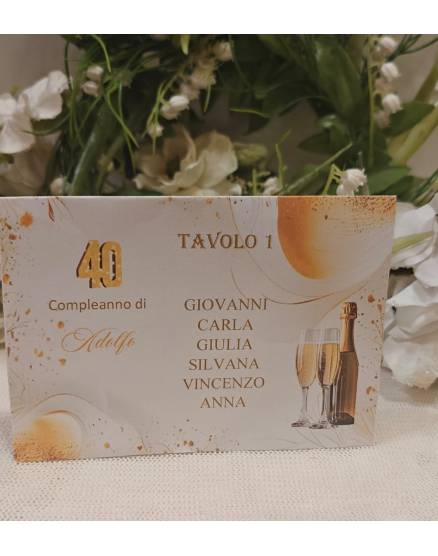 40
Compleanno di
Adolfo
TAVOLO 1
GIOVANNI
CARLA
GIULIA
SILVANA
VINCENZO
ANNA